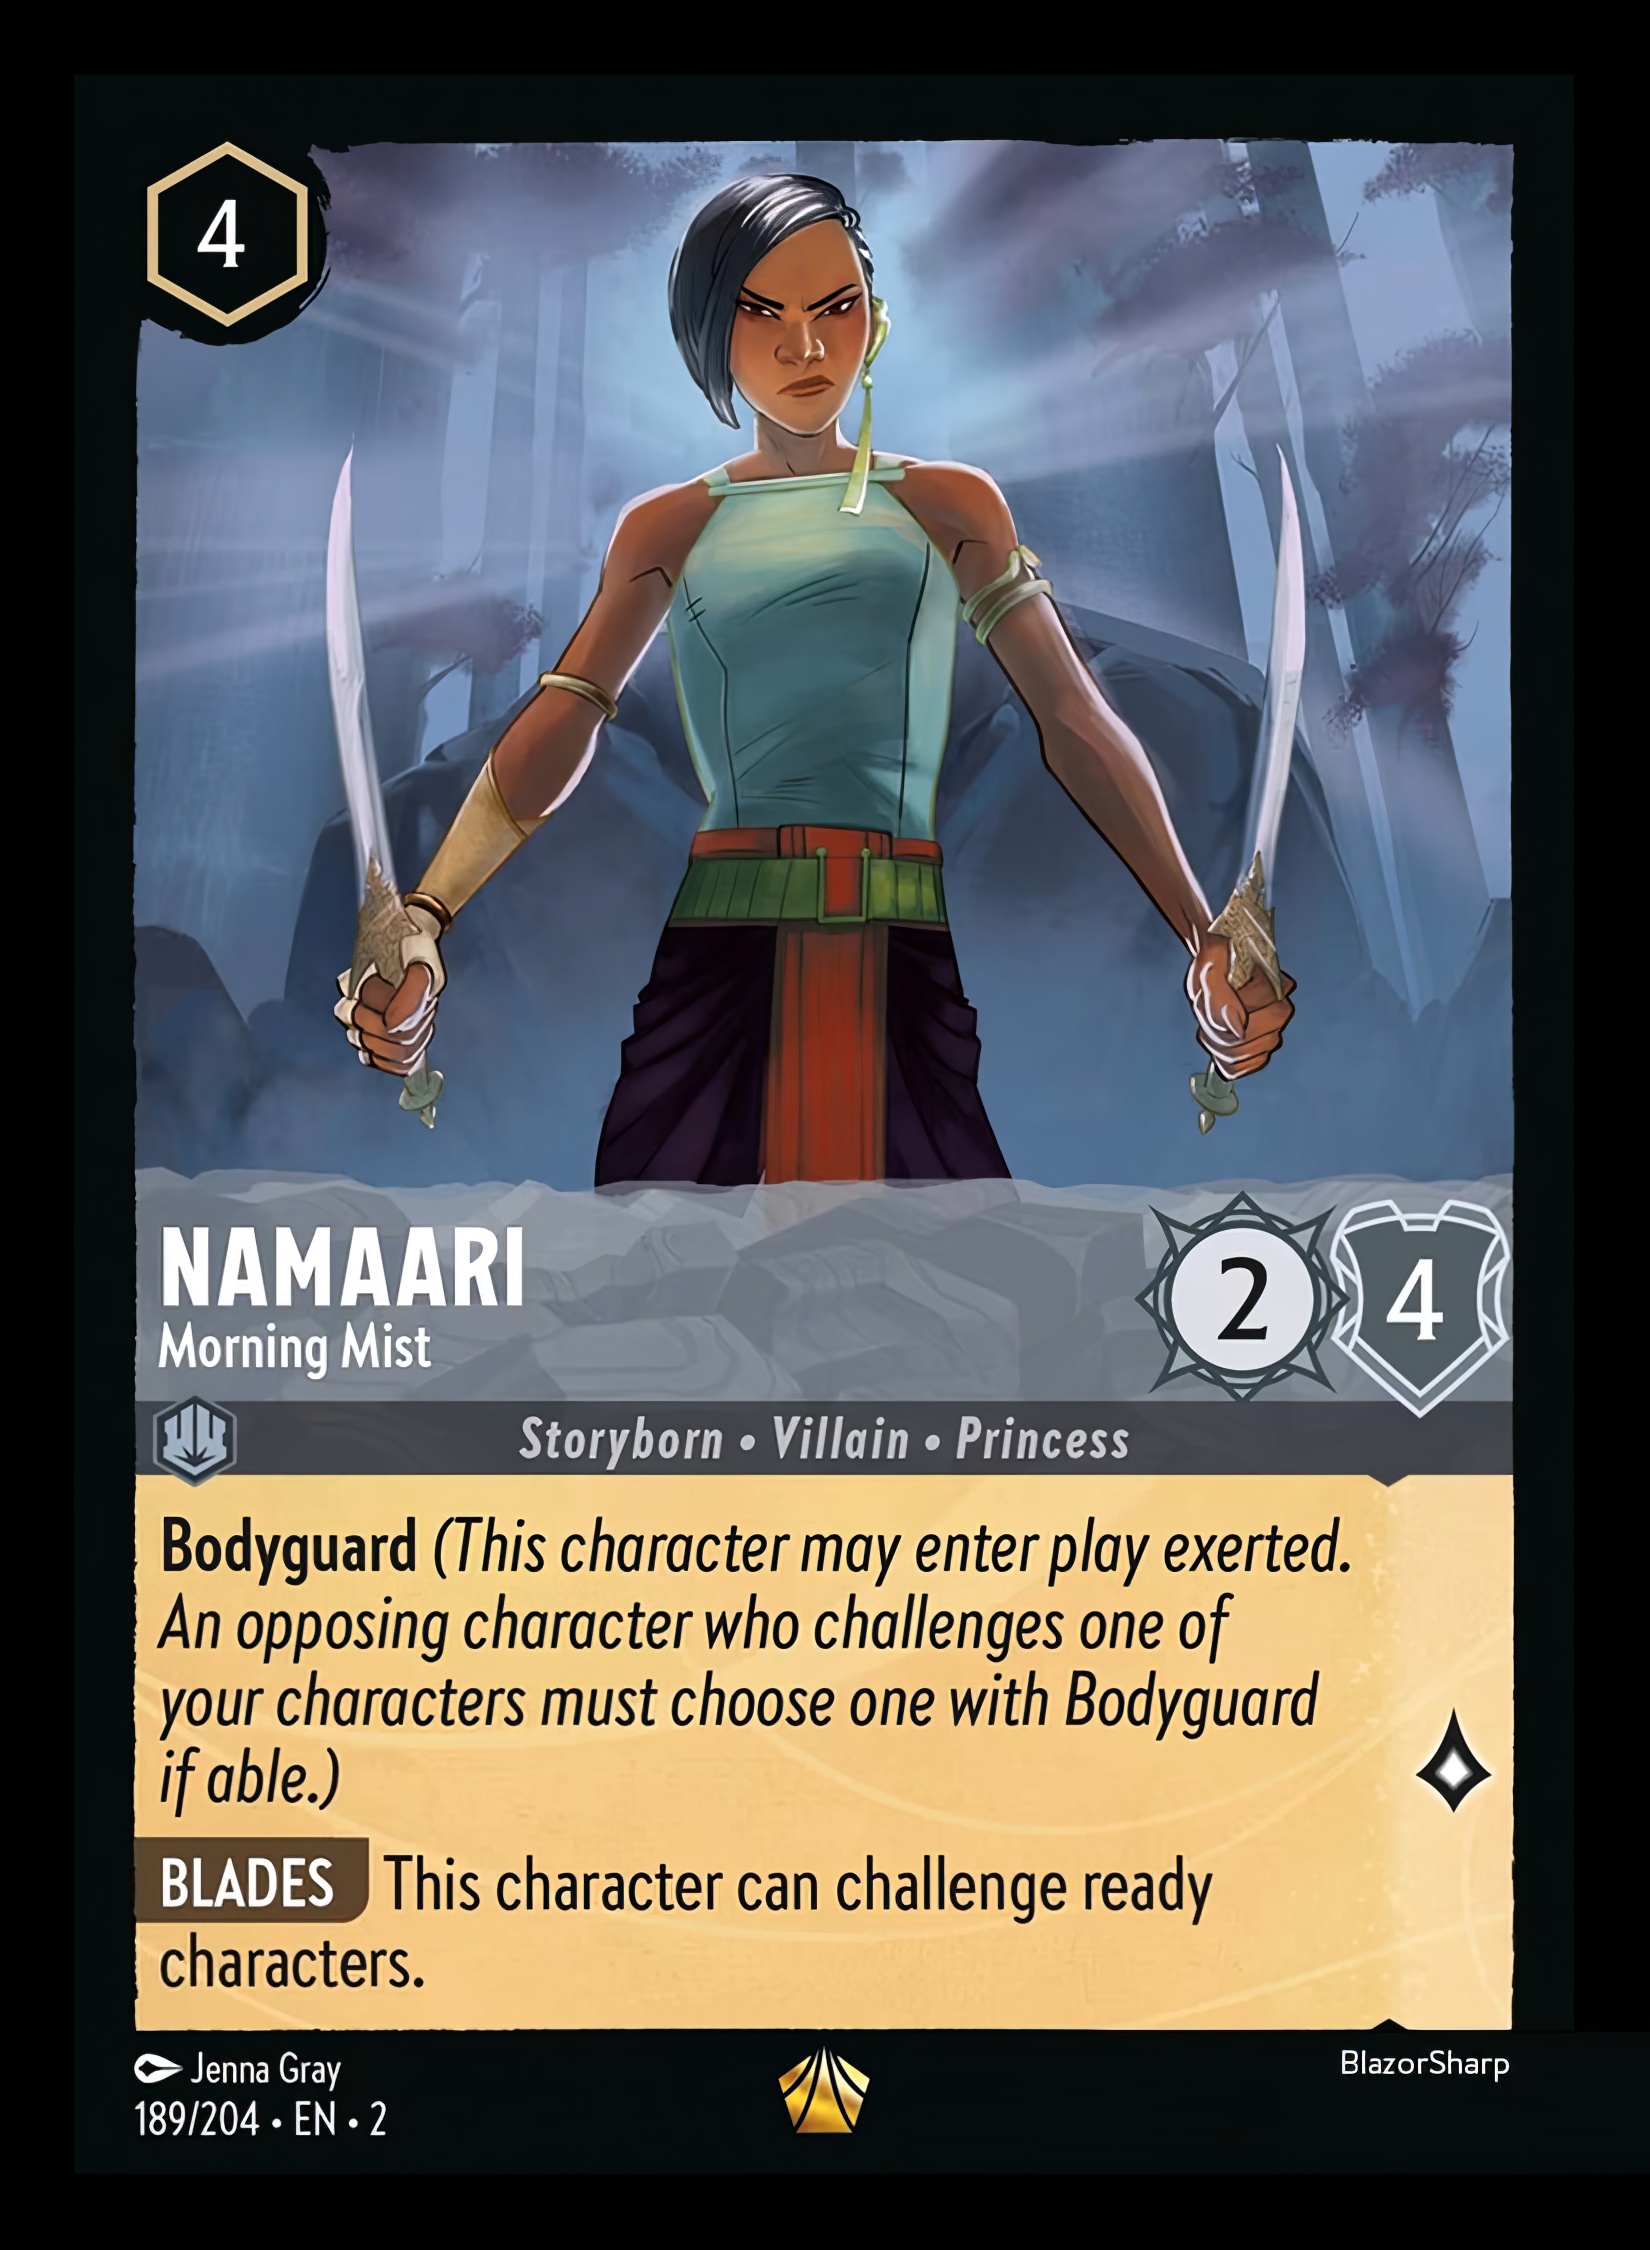 4
NAMAARI
Morning Mist
2
4
Storyborn • Villain • Princess
Bodyguard (This character may enter play exerted.
An opposing character who challenges one of
your characters must choose one with Bodyguard
if able.)
BLADES This character can challenge ready
characters.
Jenna Gray
189/204 • EN • 2
BlazorSharp